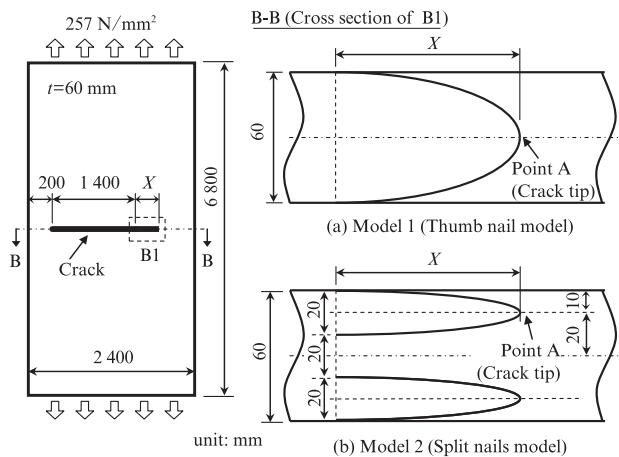 257 N/mm²
t=60 mm
200
1 400
X
B
B
Crack
B1
6 800
2 400
unit: mm
B-B (Cross section of B1)
X
60
Point A
(Crack tip)
(a) Model 1 (Thumb nail model)
X
60
20
20
20
10
20
Point A
(Crack tip)
(b) Model 2 (Split nails model)